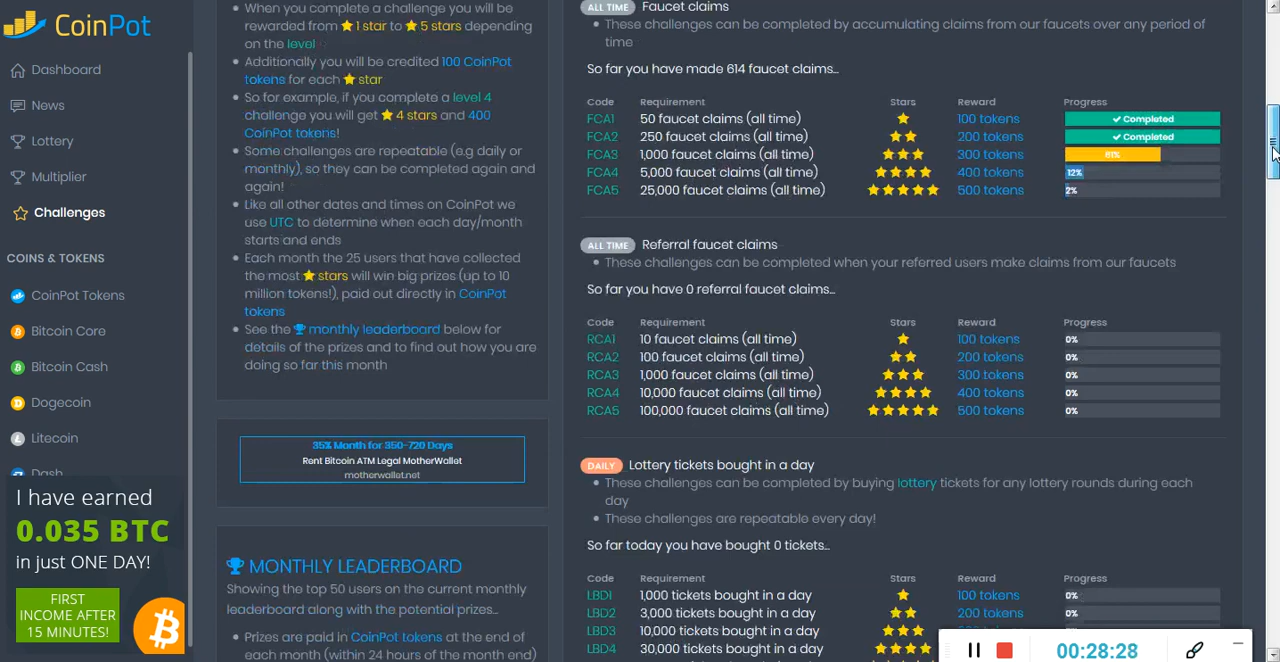 CoinPot
Dashboard
News
Lottery
Multiplier
Challenges
COINS & TOKENS
CoinPot Tokens
Bitcoin Core
Bitcoin Cash
Dogecoin
Litecoin
Dash
I have earned
0.035 BTC
in just ONE DAY!
FIRST
INCOME AFTER
15 MINUTES!
When you complete a challenge you will be
rewarded from 1 star to 5 stars depending
on the level
Additionally you will be credited 100 CoinPot
tokens for each star
So for example, if you complete a level 4
challenge you will get 4 stars and 400
CoinPot tokens!
Some challenges are repeatable (e.g daily or
monthly), so they can be completed again and
again!
Like all other dates and times on CoinPot we
use UTC to determine when each day/month
starts and ends
Each month the 25 users that have collected
the most stars will win big prizes (up to 10
million tokens!), paid out directly in CoinPot
tokens
See the monthly leaderboard below for
details of the prizes and to find out how you are
doing so far this month
35% Month for 350-720 Days
Rent Bitcoin ATM Legal MotherWallet
motherwallet.net
MONTHLY LEADERBOARD
Showing the top 50 users on the current monthly
leaderboard along with the potential prizes...
Prizes are paid in CoinPot tokens at the end of
each month (within 24 hours of the month end)
ALL TIME Faucet claims
These challenges can be completed by accumulating claims from our faucets over any period of
time
So far you have made 614 faucet claims...
Code Requirement Stars Reward Progress
FCA1 50 faucet claims (all time) 100 tokens Completed
FCA2 250 faucet claims (all time) 200 tokens Completed
FCA3 1,000 faucet claims (all time) 300 tokens 61%
FCA4 5,000 faucet claims (all time) 400 tokens 12%
FCA5 25,000 faucet claims (all time) 500 tokens 2%
ALL TIME Referral faucet claims
These challenges can be completed when your referred users make claims from our faucets
So far you have 0 referral faucet claims...
Code Requirement Stars Reward Progress
RCA1 10 faucet claims (all time) 100 tokens 0%
RCA2 100 faucet claims (all time) 200 tokens 0%
RCA3 1,000 faucet claims (all time) 300 tokens 0%
RCA4 10,000 faucet claims (all time) 400 tokens 0%
RCA5 100,000 faucet claims (all time) 500 tokens 0%
DAILY Lottery tickets bought in a day
These challenges can be completed by buying lottery tickets for any lottery rounds during each
day
These challenges are repeatable every day!
So far today you have bought 0 tickets...
Code Requirement Stars Reward Progress
LBD1 1,000 tickets bought in a day 100 tokens 0%
LBD2 3,000 tickets bought in a day 200 tokens 0%
LBD3 10,000 tickets bought in a day
LBD4 30,000 tickets bought in a day
00:28:28